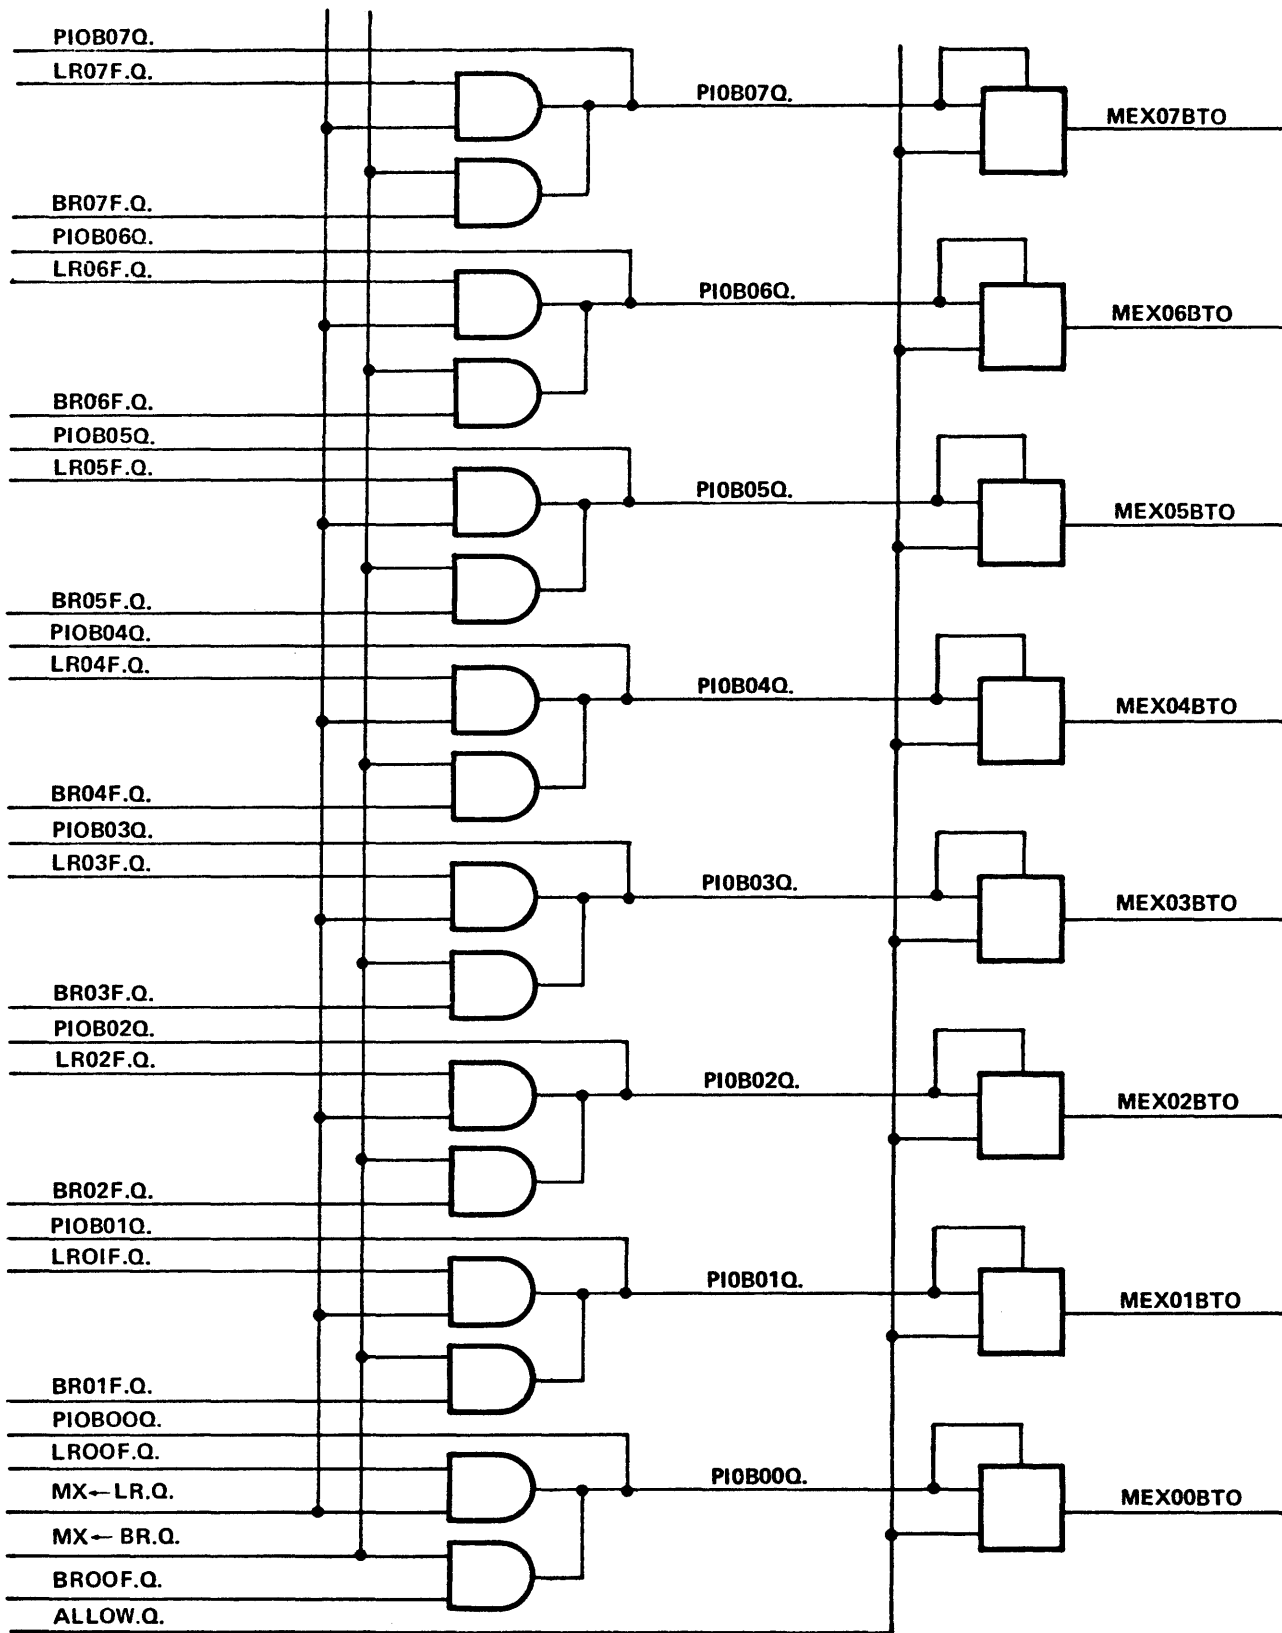 PIOB07Q.
LR07F.Q.
PI0B07Q.
MEX07BTO
BR07F.Q.
PIOB06Q.
LR06F.Q.
PI0B06Q.
MEX06BTO
BR06F.Q.
PIOB05Q.
LR05F.Q.
PI0B05Q.
MEX05BTO
BR05F.Q.
PIOB04Q.
LR04F.Q.
PI0B04Q.
MEX04BTO
BR04F.Q.
PIOB03Q.
LR03F.Q.
PI0B03Q.
MEX03BTO
BR03F.Q.
PIOB02Q.
LR02F.Q.
PI0B02Q.
MEX02BTO
BR02F.Q.
PIOB01Q.
LROIF.Q.
PI0B01Q.
MEX01BTO
BR01F.Q.
PIOBOOQ.
LROOF.Q.
PI0B00Q.
MX←LR.Q.
MEX00BTO
MX← BR.Q.
BROOF.Q.
ALLOW.Q.